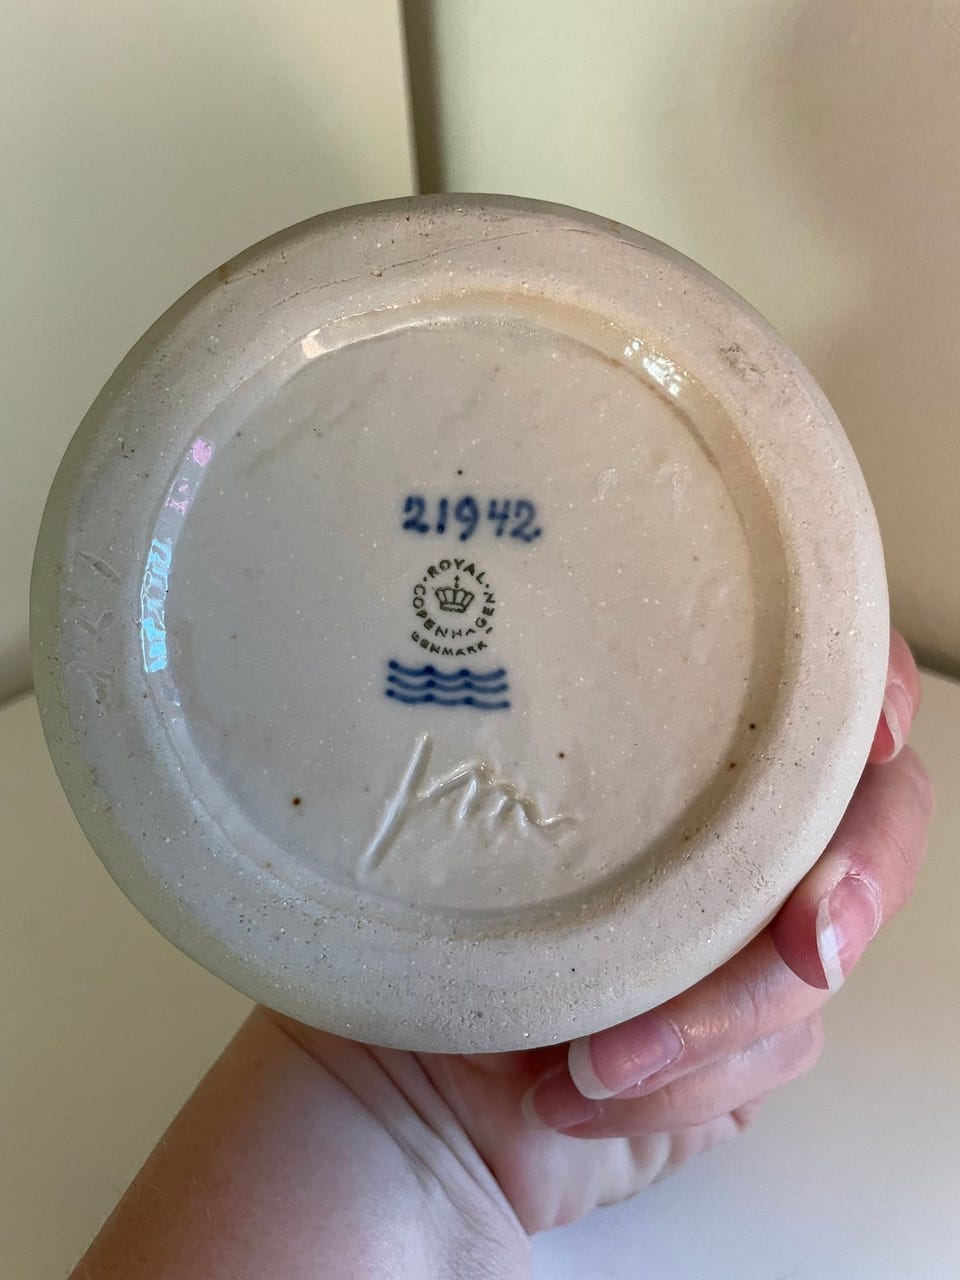 21942
ROYAL
COPENHAGEN
DENMARK